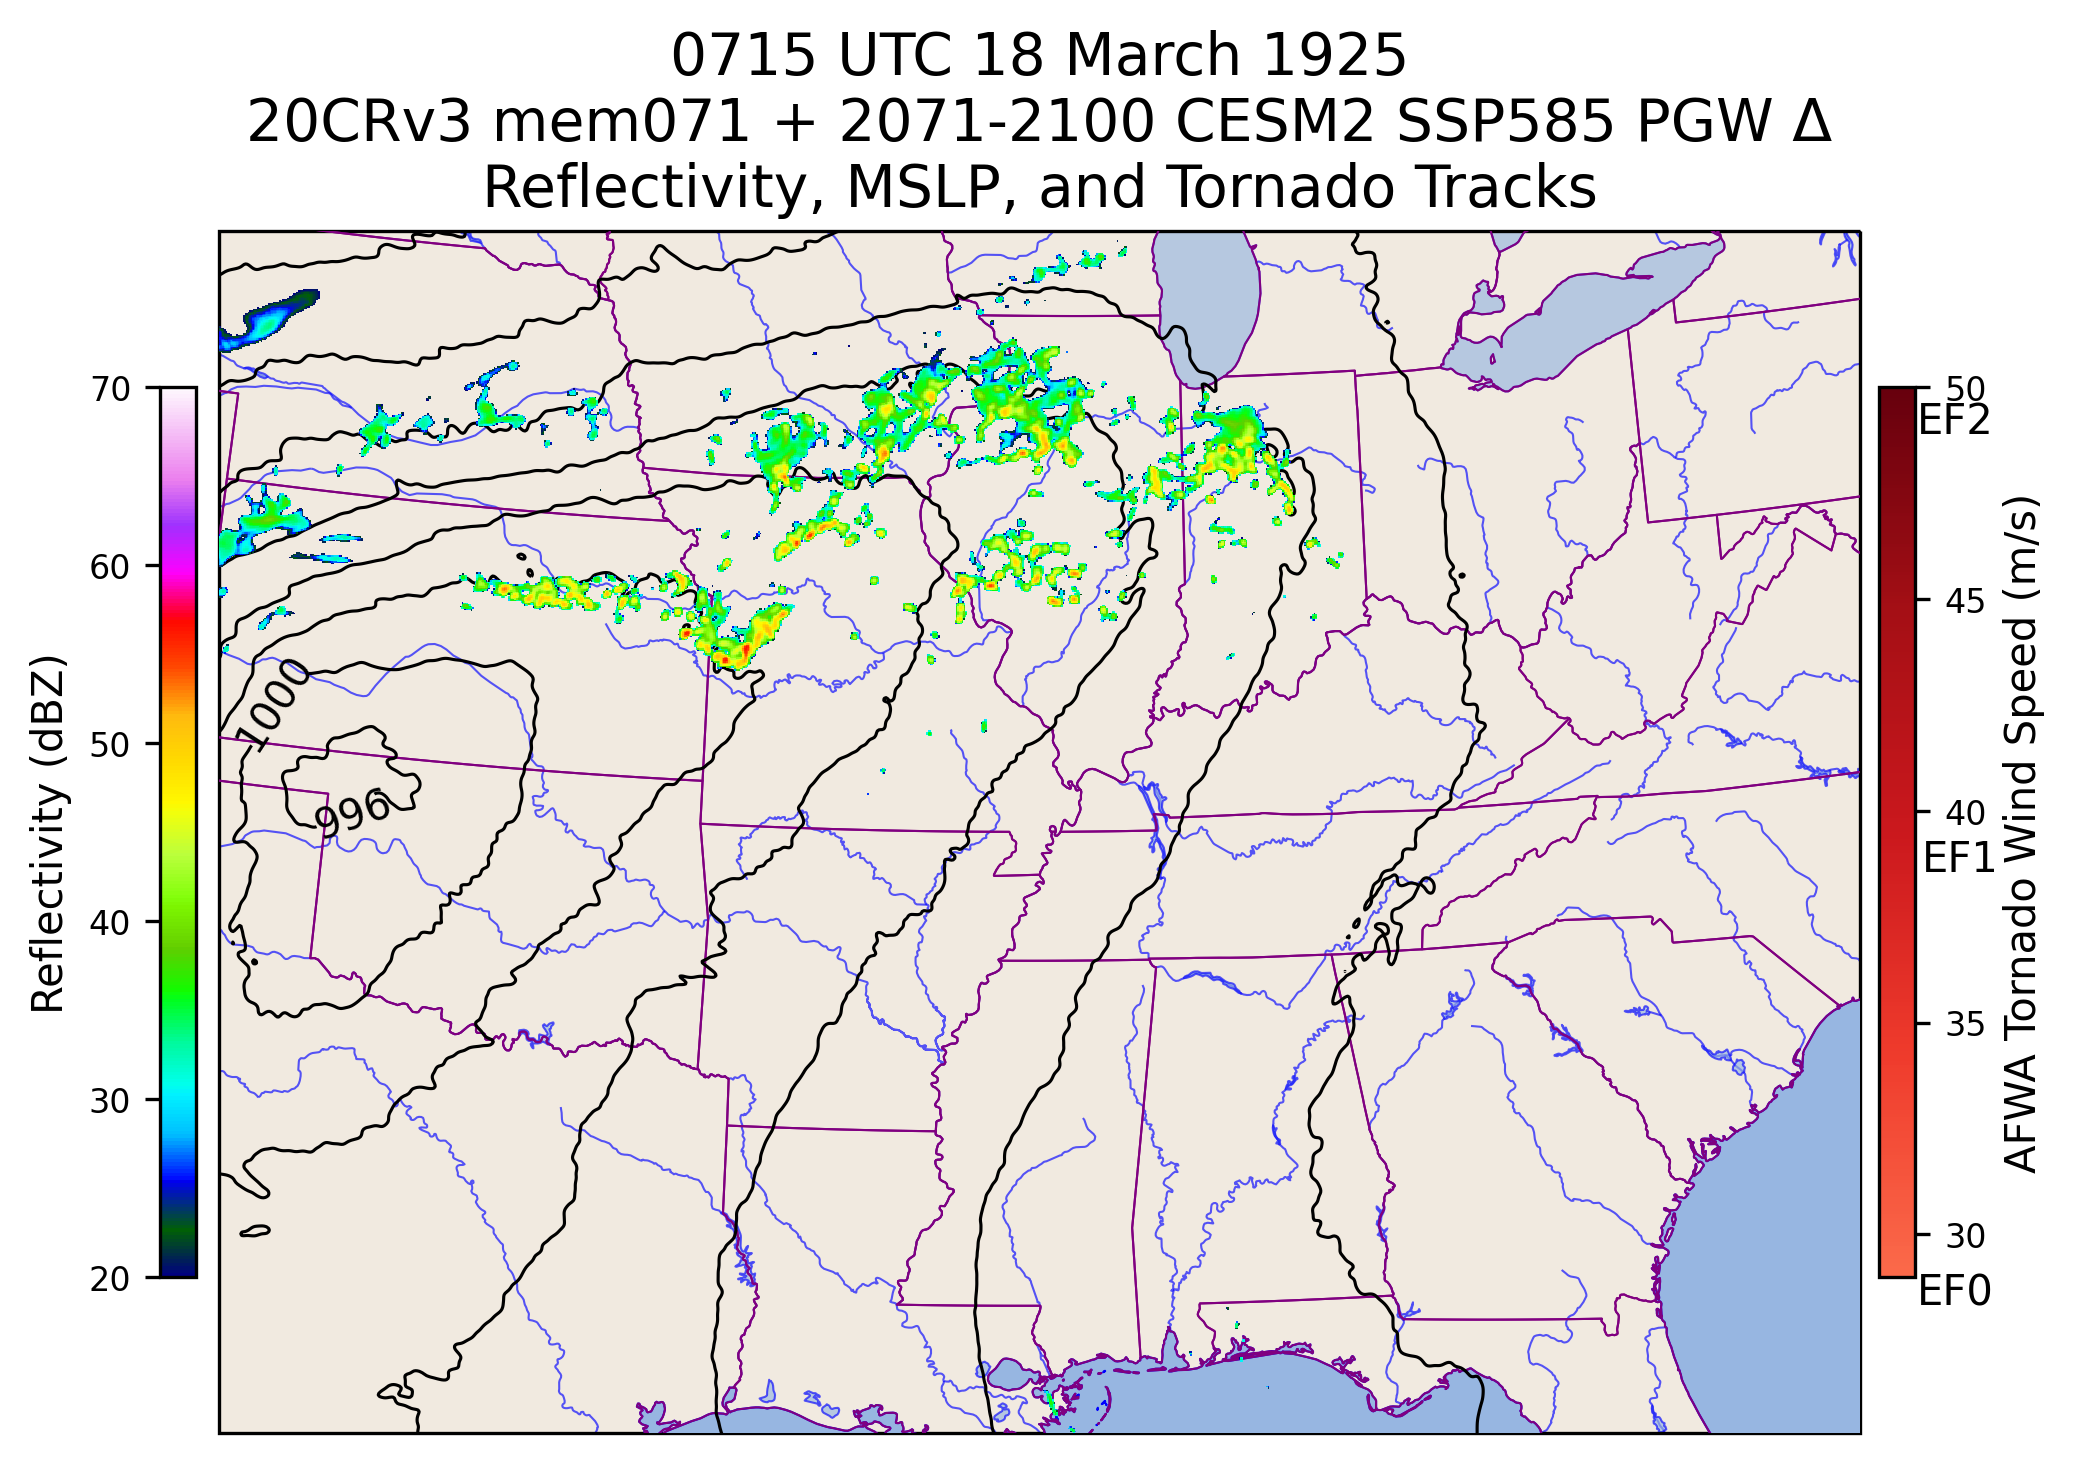 0715 UTC 18 March 1925
20CRv3 mem071 + 2071-2100 CESM2 SSP585 PGW Δ
Reflectivity, MSLP, and Tornado Tracks
Reflectivity (dBZ)
70
60
50
40
30
20
1000
996
50
EF2
45
40
EF1
35
30
EF0
AFWA Tornado Wind Speed (m/s)